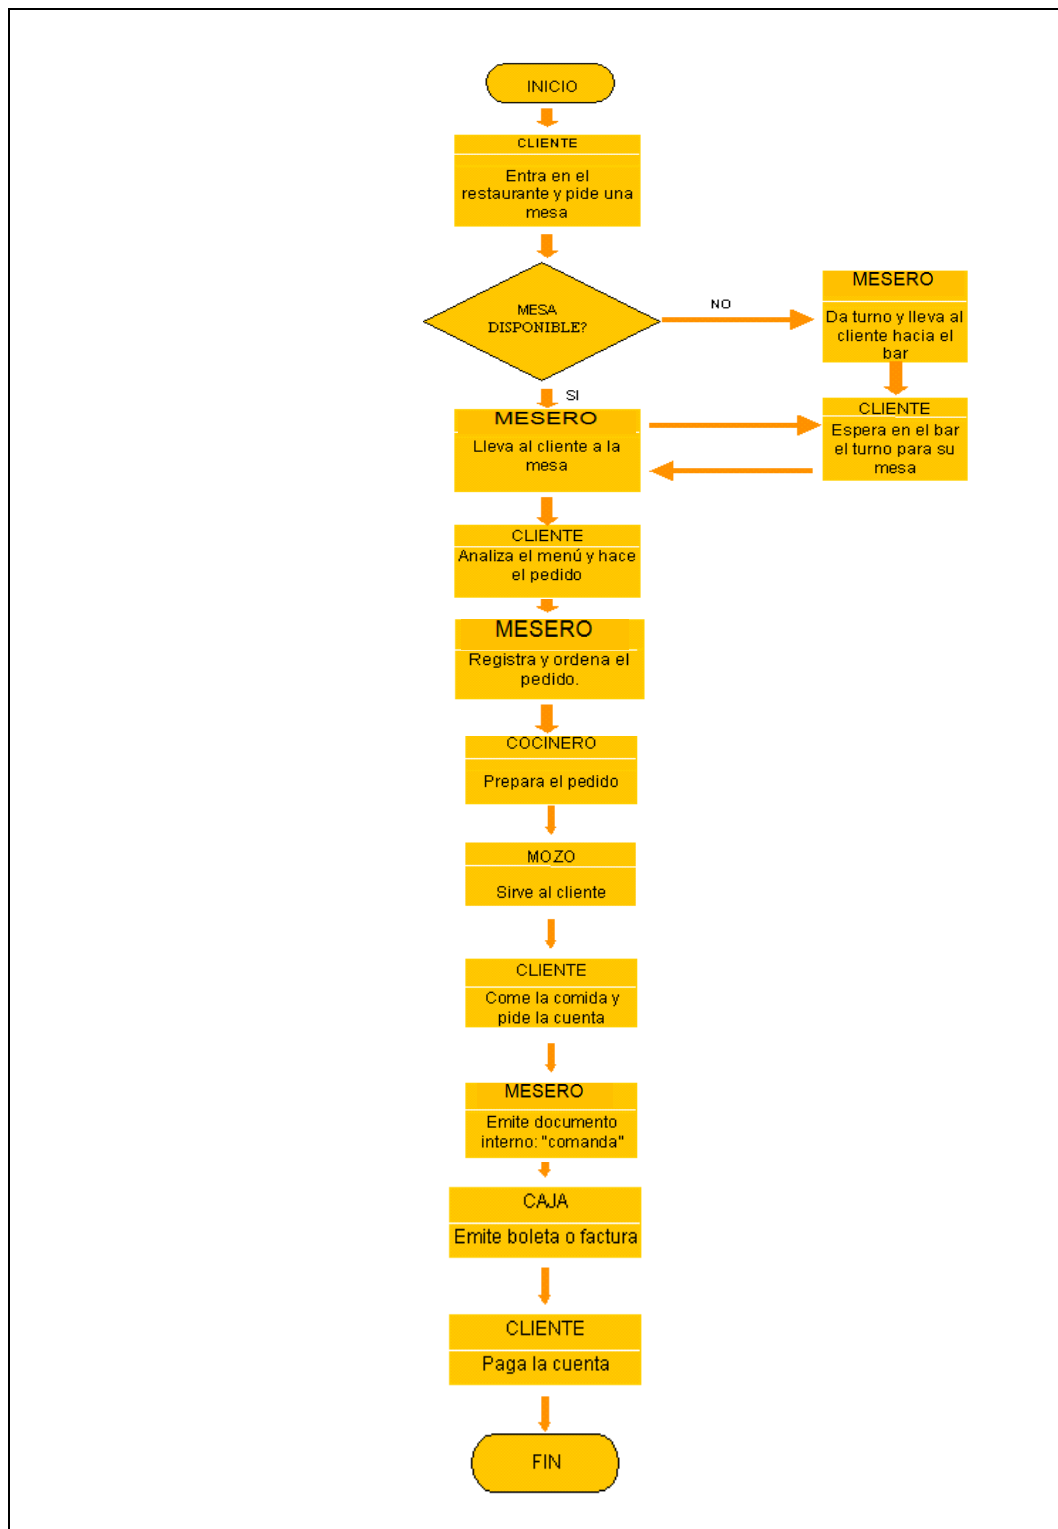 INICIO
CLIENTE
Entra en el
restaurante y pide una
mesa
MESA
DISPONIBLE?
NO
MESERO
Da turno y lleva al
cliente hacia el
bar
SI
MESERO
Lleva al cliente a la
mesa
CLIENTE
Espera en el bar
el turno para su
mesa
CLIENTE
Analiza el menú y hace
el pedido
MESERO
Registra y ordena el
pedido.
COCINERO
Prepara el pedido
MOZO
Sirve al cliente
CLIENTE
Come la comida y
pide la cuenta
MESERO
Emite documento
interno: "comanda"
CAJA
Emite boleta o factura
CLIENTE
Paga la cuenta
FIN